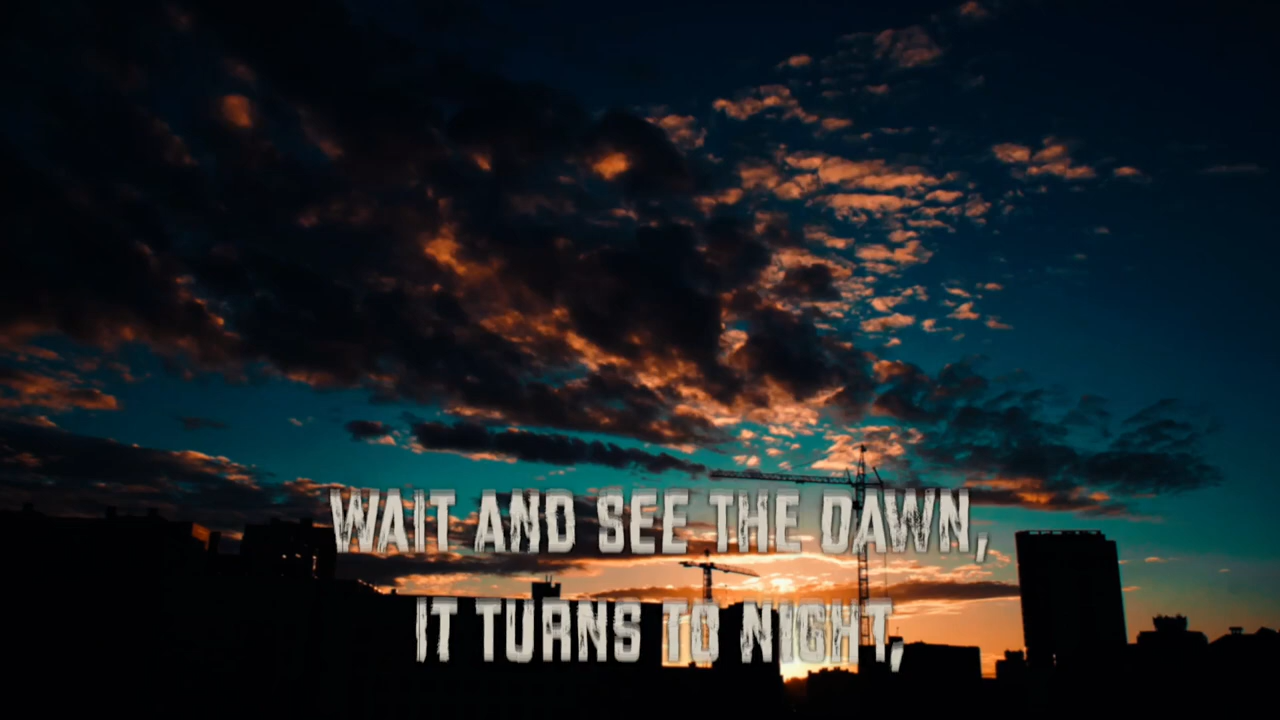 WAIT AND SEE THE DAWN,
IT TURNS TO NIGHT,